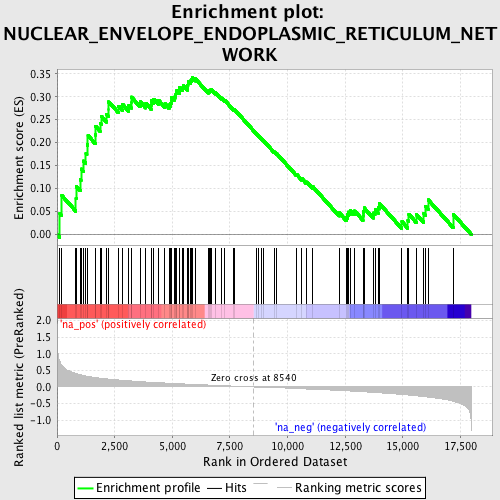 Enrichment plot:
NUCLEAR_ENVELOPE_ENDOPLASMIC_RETICULUM_NET
WORK
Enrichment score (ES)
0.35
0.30
0.25
0.20
0.15
0.10
0.05
0.00
'na_pos' (positively correlated)
Ranked list metric (PreRanked)
2.0
1.5
1.0
0.5
0.0
-0.5
-1.0
Zero cross at 8540
'na_neg' (negatively correlated)
0
2,500
5,000
7,500
10,000
12,500
15,000
17,500
Rank in Ordered Dataset
Enrichment profile
Hits
Ranking metric scores